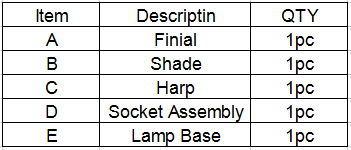 Item Descriptin QTY
A Finial 1pc
B Shade 1pc
C Harp 1pc
D Socket Assembly 1pc
E Lamp Base 1pc